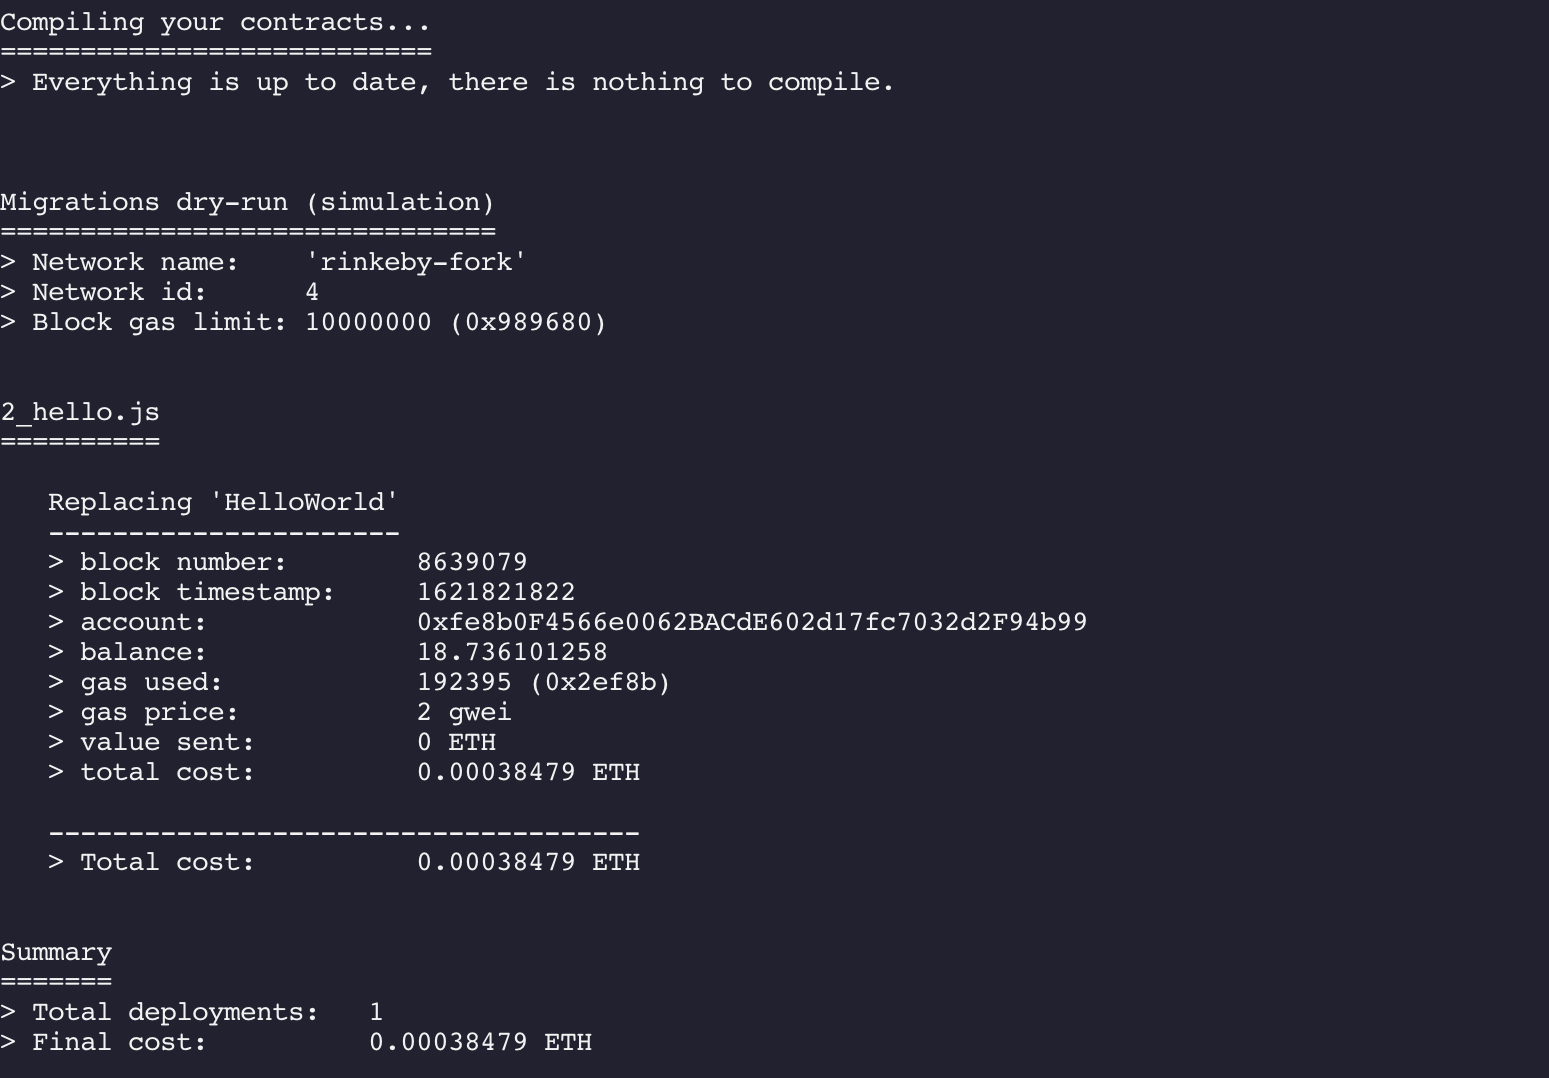 Compiling your contracts...
===========================
> Everything is up to date, there is nothing to compile.
Migrations dry-run (simulation)
===============================
> Network name:    'rinkeby-fork'
> Network id:      4
> Block gas limit: 10000000 (0x989680)
2_hello.js
==========
   Replacing 'HelloWorld'
   ----------------------
   > block number:        8639079
   > block timestamp:     1621821822
   > account:             0xfe8b0F4566e0062BACdE602d17fc7032d2F94b99
   > balance:             18.736101258
   > gas used:            192395 (0x2ef8b)
   > gas price:           2 gwei
   > value sent:          0 ETH
   > total cost:          0.00038479 ETH
   -------------------------------------
   > Total cost:          0.00038479 ETH
Summary
=======
> Total deployments:   1
> Final cost:          0.00038479 ETH